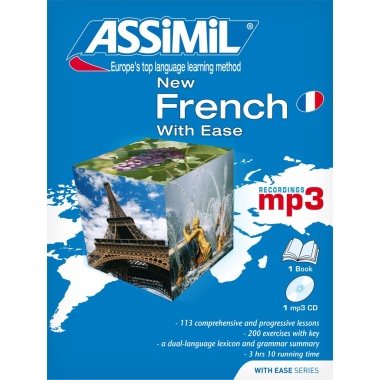 ASSiMiL
Europe's top language learning method
New
French
With Ease
RECORDINGS
mp3
1 Book
1 mp3 CD
- 113 comprehensive and progressive lessons
- 200 exercises with key
- a dual-language lexicon and grammar summary
- 3 hrs 10 running time
WITH EASE SERIES